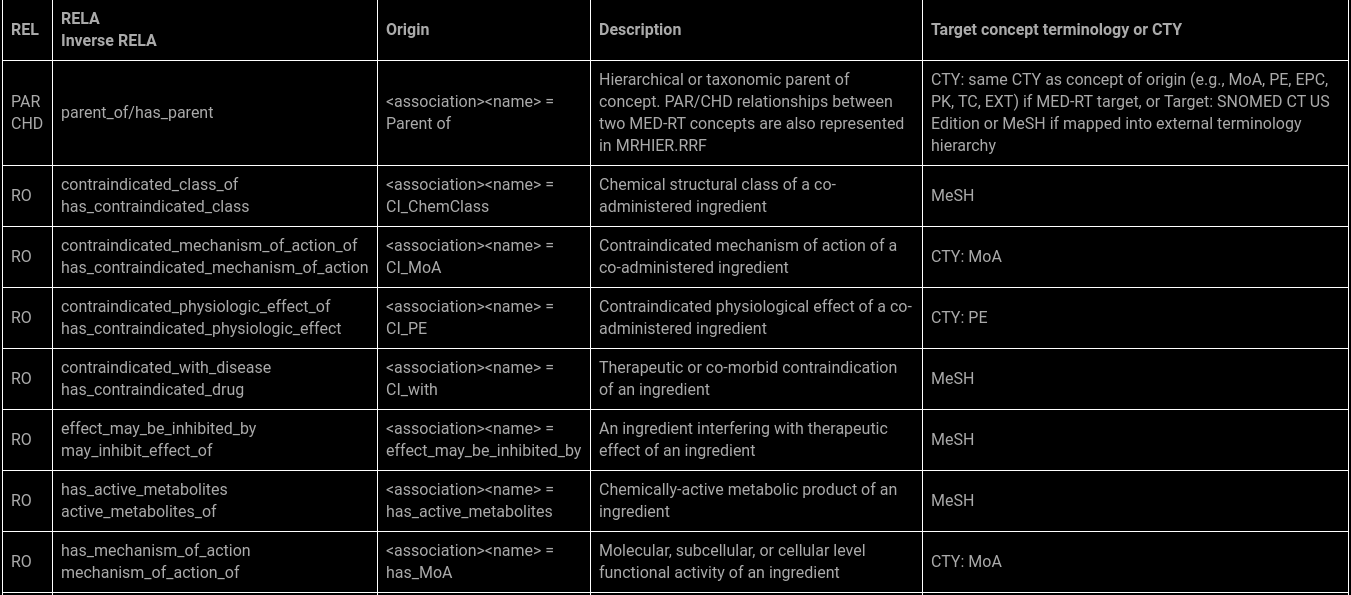 REL
RELA
Inverse RELA
Origin
Description
Target concept terminology or CTY
PAR
CHD
parent_of/has_parent
<association><name> =
Parent of
Hierarchical or taxonomic parent of
concept. PAR/CHD relationships between
two MED-RT concepts are also represented
in MRHIER.RRF
CTY: same CTY as concept of origin (e.g., MoA, PE, EPC,
PK, TC, EXT) if MED-RT target, or Target: SNOMED CT US
Edition or MeSH if mapped into external terminology
hierarchy
RO
contraindicated_class_of
has_contraindicated_class
<association><name> =
CI_ChemClass
Chemical structural class of a co-
administered ingredient
MeSH
RO
contraindicated_mechanism_of_action_of
has_contraindicated_mechanism_of_action
<association><name> =
CI_MoA
Contraindicated mechanism of action of a
co-administered ingredient
CTY: MoA
RO
contraindicated_physiologic_effect_of
has_contraindicated_physiologic_effect
<association><name> =
CI_PE
Contraindicated physiological effect of a co-
administered ingredient
CTY: PE
RO
contraindicated_with_disease
has_contraindicated_drug
<association><name> =
CI_with
Therapeutic or co-morbid contraindication
of an ingredient
MeSH
RO
effect_may_be_inhibited_by
may_inhibit_effect_of
<association><name> =
effect_may_be_inhibited_by
An ingredient interfering with therapeutic
effect of an ingredient
MeSH
RO
has_active_metabolites
active_metabolites_of
<association><name> =
has_active_metabolites
Chemically-active metabolic product of an
ingredient
MeSH
RO
has_mechanism_of_action
mechanism_of_action_of
<association><name> =
has_MoA
Molecular, subcellular, or cellular level
functional activity of an ingredient
CTY: MoA